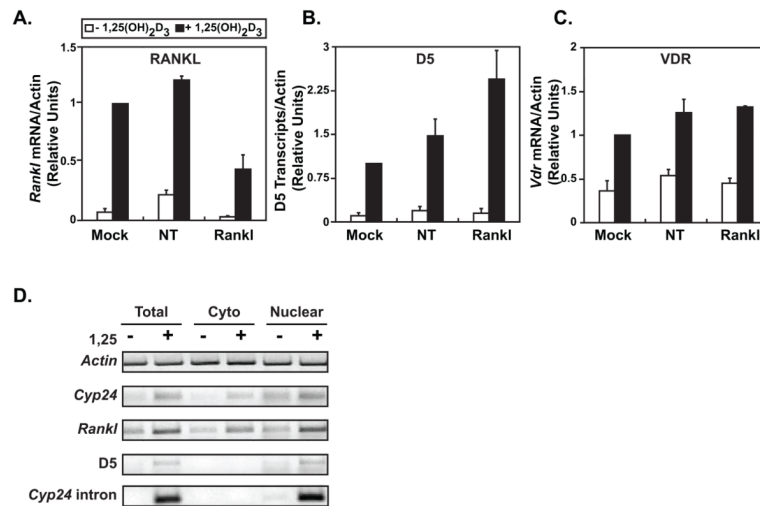 A.
- 1,25(OH)2D3 + 1,25(OH)2D3
RANKL
Rankl mRNA/Actin
(Relative Units)
1.5
1
0.5
0
Mock NT Rankl
B.
D5
D5 Transcripts/Actin
(Relative Units)
3
2.25
1.5
0.75
0
Mock NT Rankl
C.
VDR
Vdr mRNA/Actin
(Relative Units)
2
1.5
1
0.5
0
Mock NT Rankl
D.
Total Cyto Nuclear
1,25 - + - + - +
Actin
Cyp24
Rankl
D5
Cyp24 intron